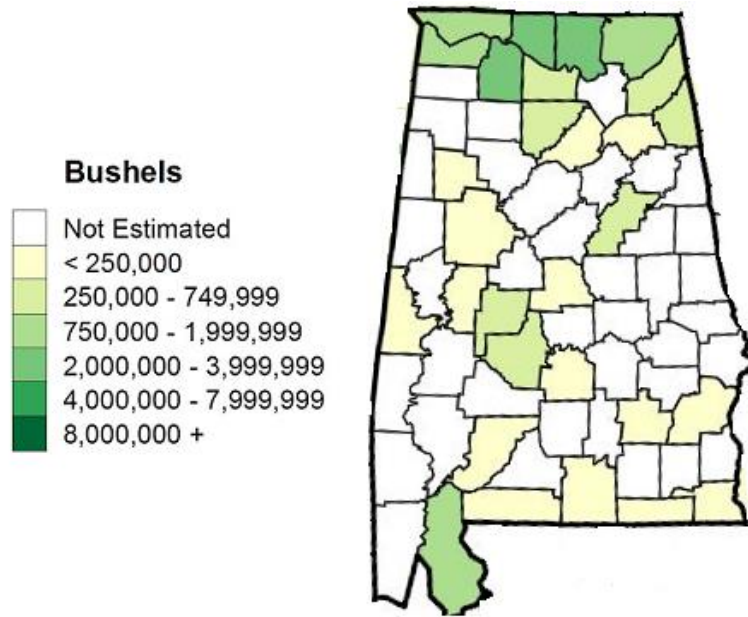 Bushels
Not Estimated
< 250,000
250,000 - 749,999
750,000 - 1,999,999
2,000,000 - 3,999,999
4,000,000 - 7,999,999
8,000,000 +